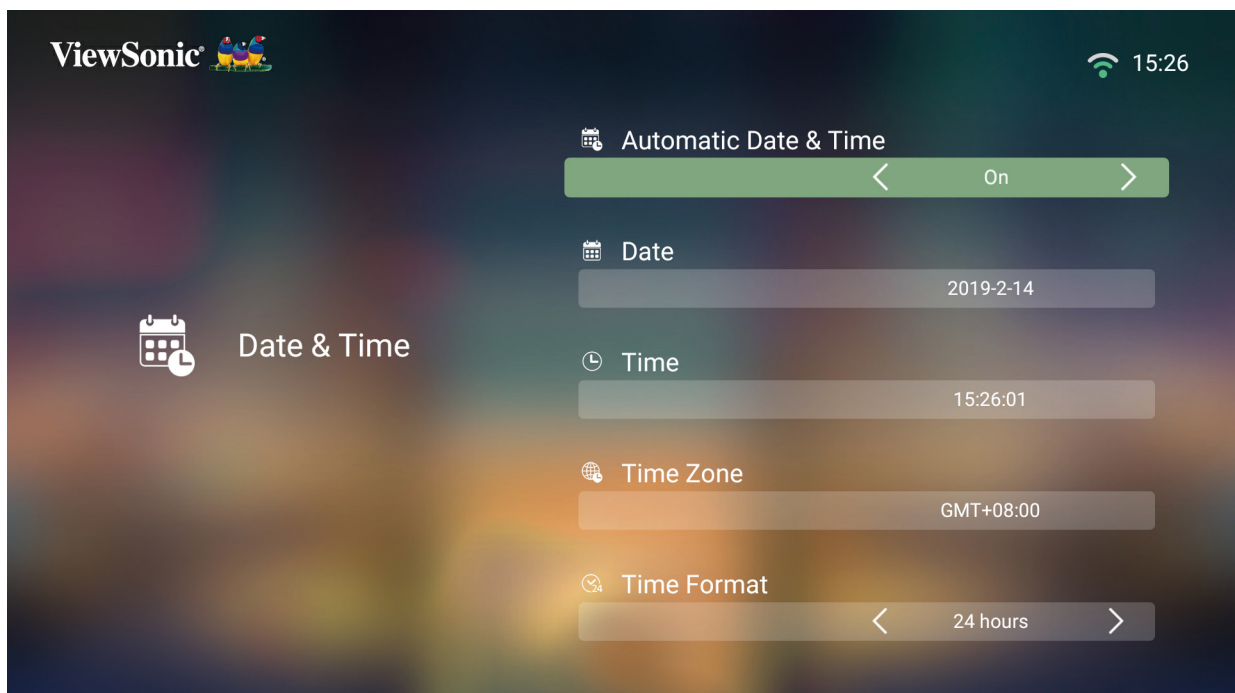 ViewSonic®
15:26
Automatic Date & Time
On
Date
2019-2-14
Date & Time
Time
15:26:01
Time Zone
GMT+08:00
24
Time Format
24 hours